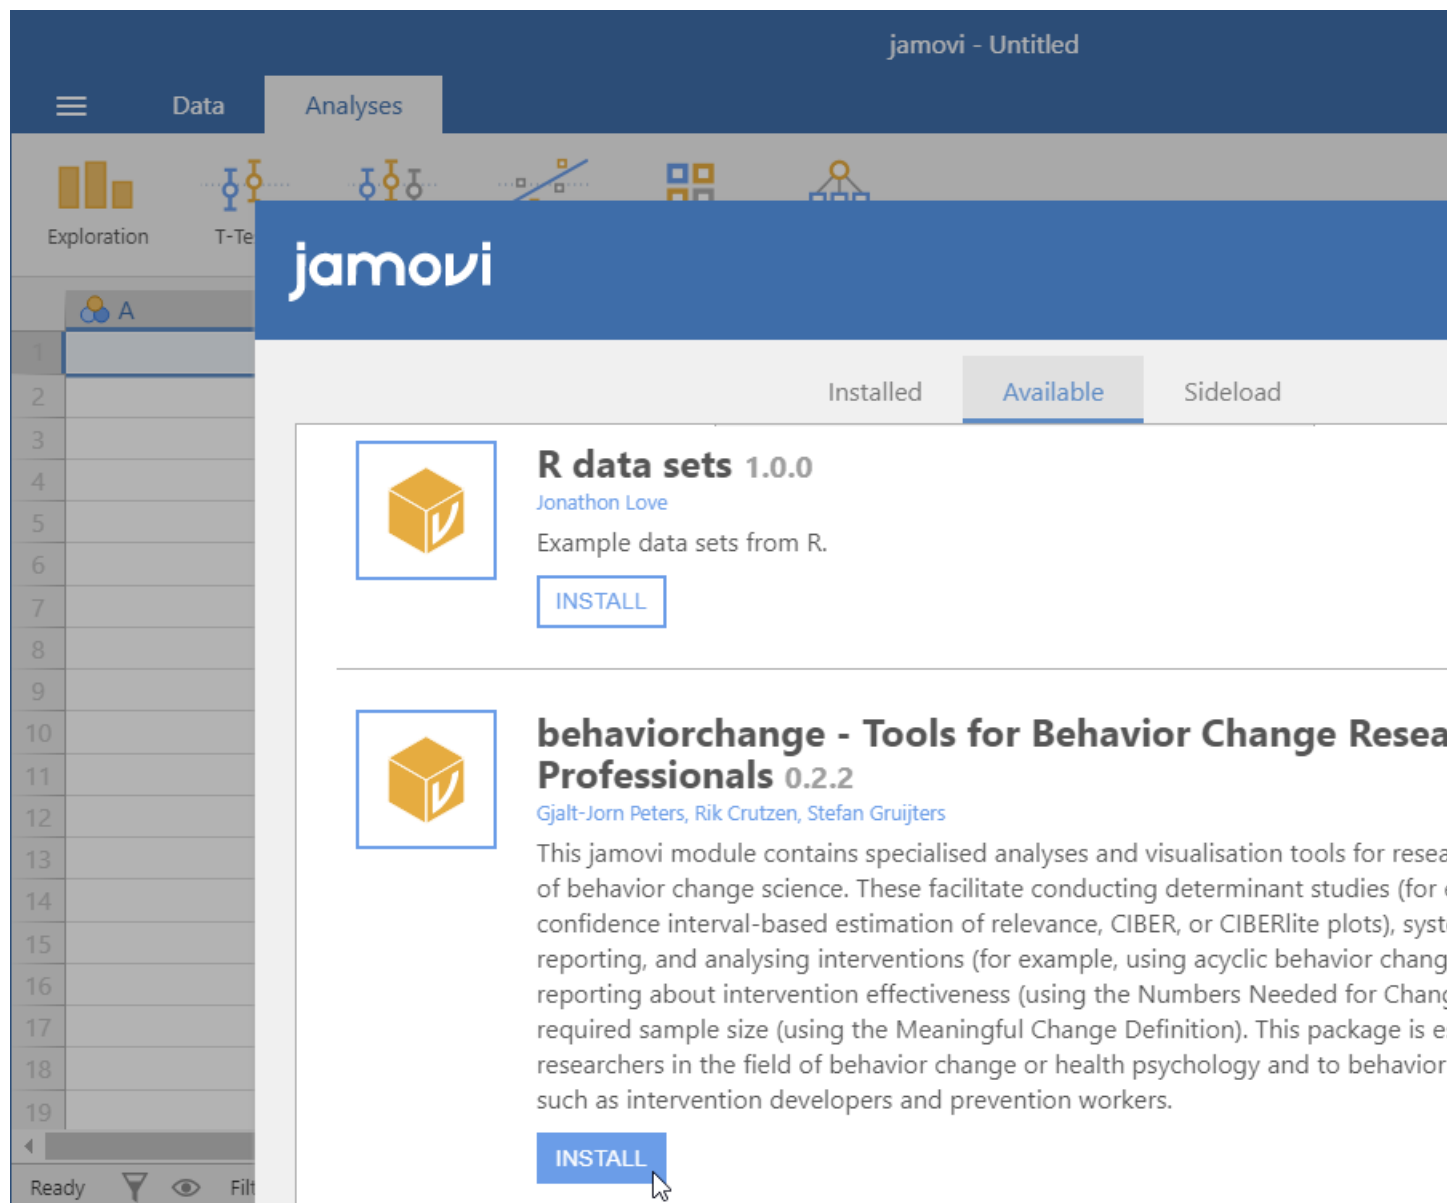 jamovi - Untitled
Data Analyses
Exploration
jamovi
A
Installed Available Sideload
1
2
3
4
5
6
7
8
9
10
11
12
13
14
15
16
17
18
19
R data sets 1.0.0
Jonathon Love
Example data sets from R.
INSTALL
behaviorchange - Tools for Behavior Change
Professionals 0.2.2
Gjalt-Jorn Peters, Rik Crutzen, Stefan Gruijters
This jamovi module contains specialised analyses and visualisation tools for
of behavior change science. These facilitate conducting determinant studies (for
confidence interval-based estimation of relevance, CIBER, or CIBERlite plots),
reporting, and analysing interventions (for example, using acyclic behavior
reporting about intervention effectiveness (using the Numbers Needed for
required sample size (using the Meaningful Change Definition). This package is
researchers in the field of behavior change or health psychology and to behavior
such as intervention developers and prevention workers.
INSTALL
Ready